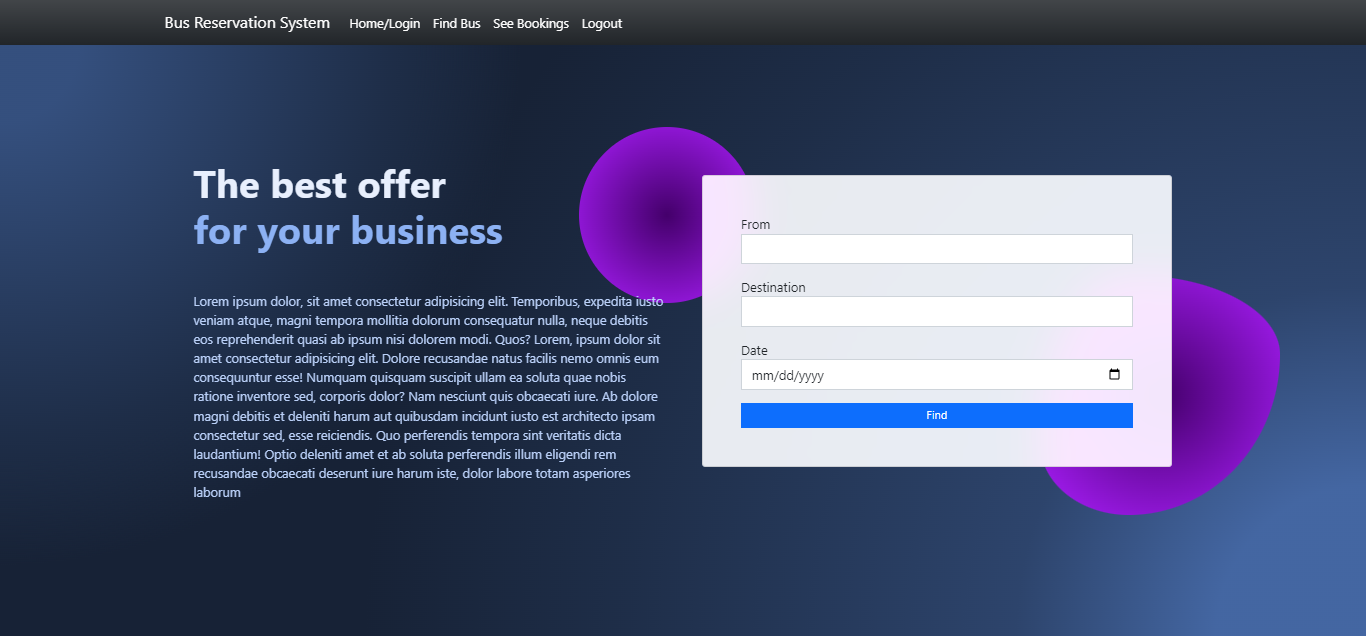 Bus Reservation System Home/Login Find Bus See Bookings Logout
The best offer
for your business
Lorem ipsum dolor, sit amet consectetur adipisicing elit. Temporibus, expedita iusto
veniam atque, magni tempora mollitia dolorum consequatur nulla, neque debitis
eos reprehenderit quasi ab ipsum nisi dolorem modi. Quos? Lorem, ipsum dolor sit
amet consectetur adipisicing elit. Dolore recusandae natus facilis nemo omnis eum
consequuntur esse! Numquam quisquam suscipit ullam ea soluta quae nobis
ratione inventore sed, corporis dolor? Nam nesciunt quis obcaecati iure. Ab dolore
magni debitis et deleniti harum aut quibusdam incidunt iusto est architecto ipsam
consectetur sed, esse reiciendis. Quo perferendis tempora sint veritatis dicta
laudantium! Optio deleniti amet et ab soluta perferendis illum eligendi rem
recusandae obcaecati deserunt iure harum iste, dolor labore totam asperiores
laborum
From
Destination
Date
mm/dd/yyyy
Find